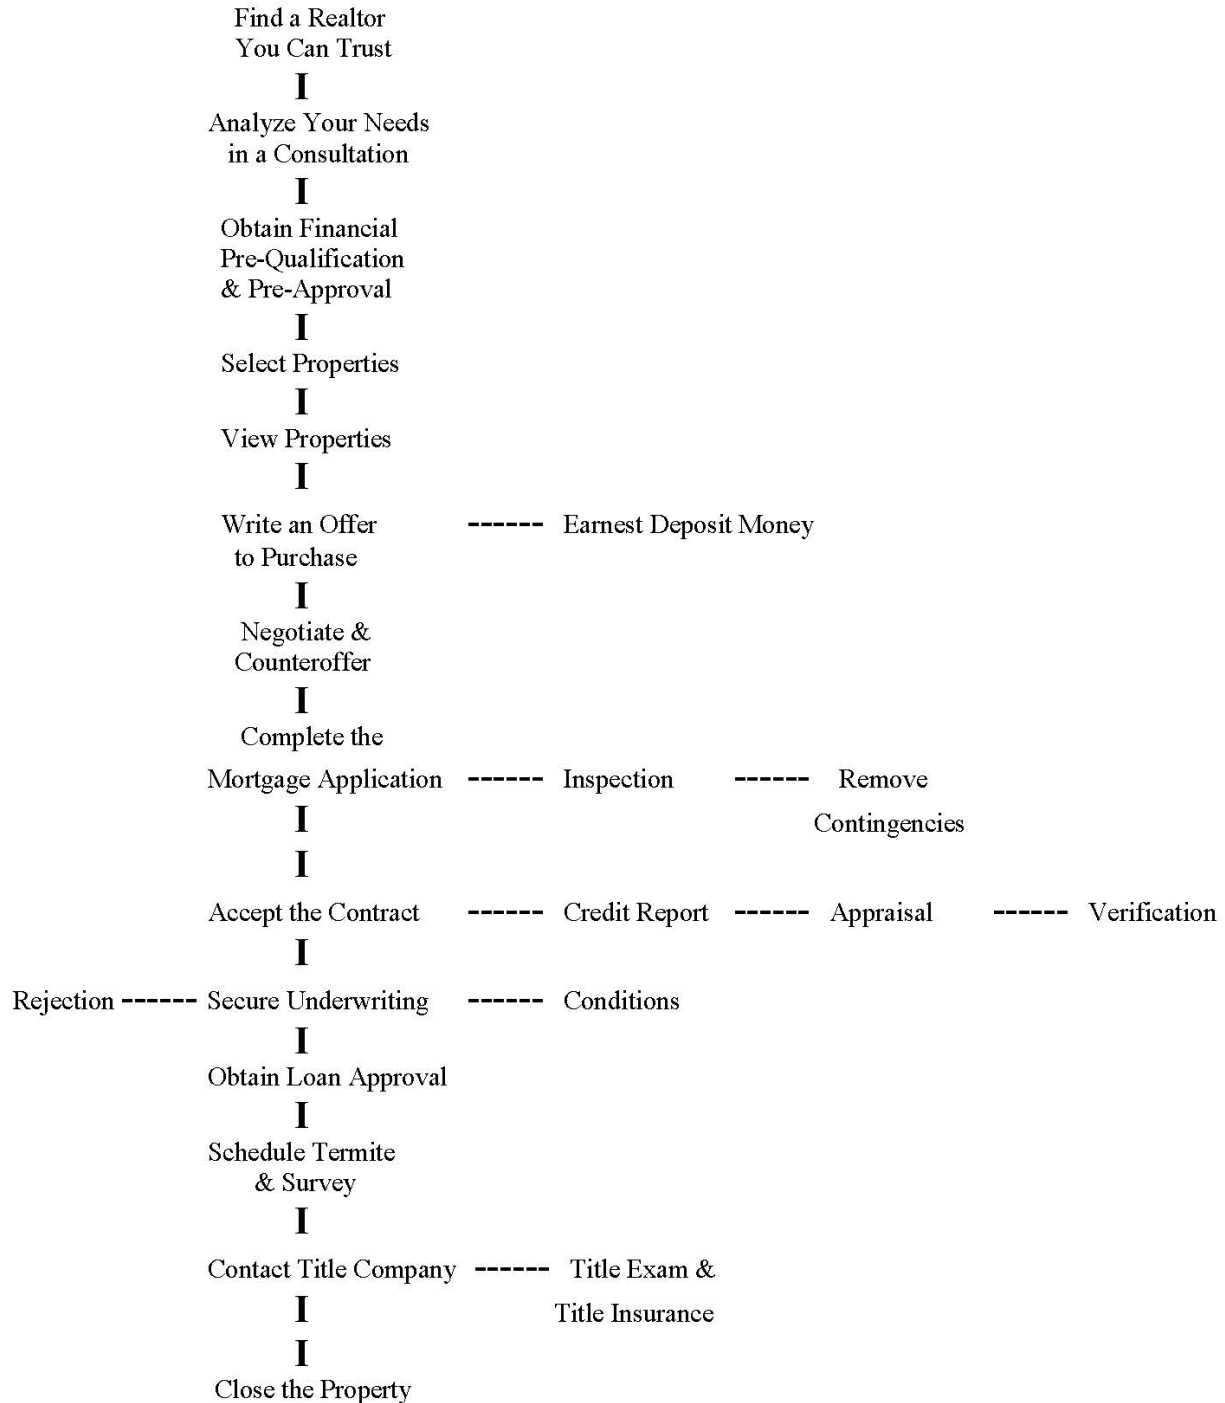 Find a Realtor
You Can Trust
I
Analyze Your Needs
in a Consultation
I
Obtain Financial
Pre-Qualification
& Pre-Approval
I
Select Properties
I
View Properties
I
Write an Offer ------ Earnest Deposit Money
to Purchase
I
Negotiate &
Counteroffer
I
Complete the
Mortgage Application ------ Inspection ------ Remove
I Contingencies
I
Accept the Contract ------ Credit Report ------ Appraisal ------ Verification
I
Rejection ------ Secure Underwriting ------ Conditions
I
Obtain Loan Approval
I
Schedule Termite
& Survey
I
Contact Title Company ------ Title Exam &
I Title Insurance
I
Close the Property